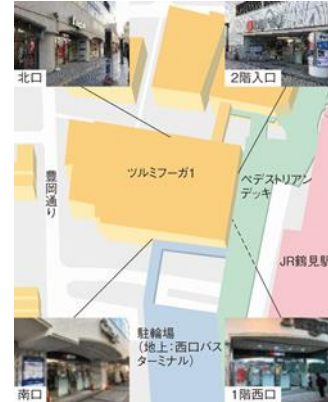 北口
2階入口
ツルミフーガ1
豊岡通り
ペデストリアン
デッキ
JR鶴見駅
駐輪場
(地上:西口バス
ターミナル)
南口
1階西口